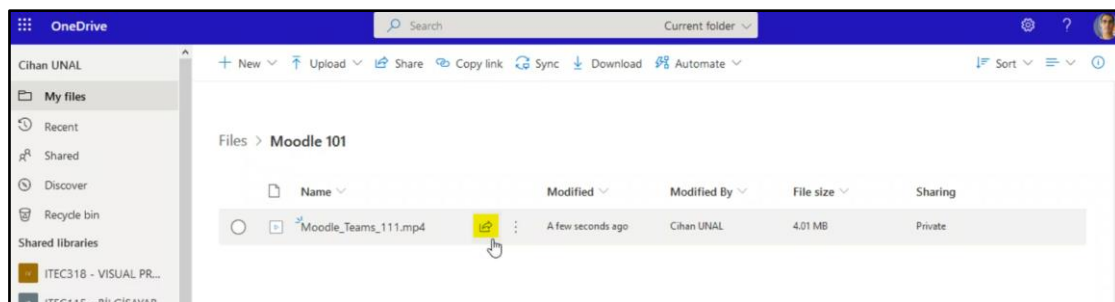 OneDrive
Search
Current folder
?
Cihan UNAL
My files
Recent
Shared
Discover
Recycle bin
Shared libraries
ITEC318 - VISUAL PR...
New Upload Share Copy link Sync Download Automate Sort
Files > Moodle 101
Name Modified Modified By File size Sharing
Moodle_Teams_111.mp4 A few seconds ago Cihan UNAL 4.01 MB Private